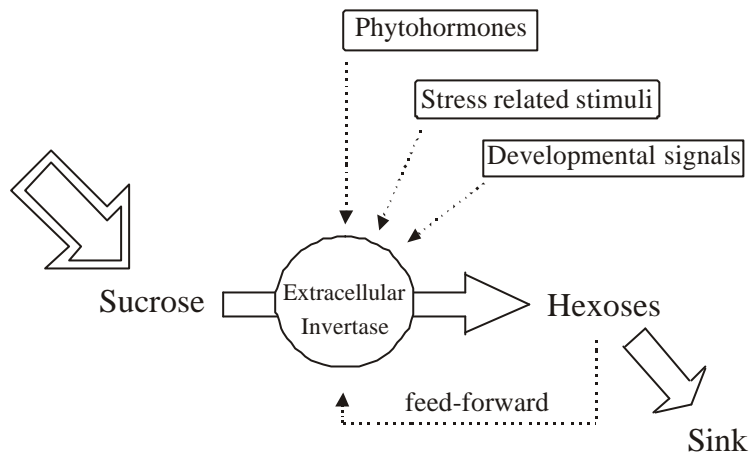 Phytohormones
Stress related stimuli
Developmental signals
Sucrose
Extracellular
Invertase
Hexoses
feed-forward
Sink